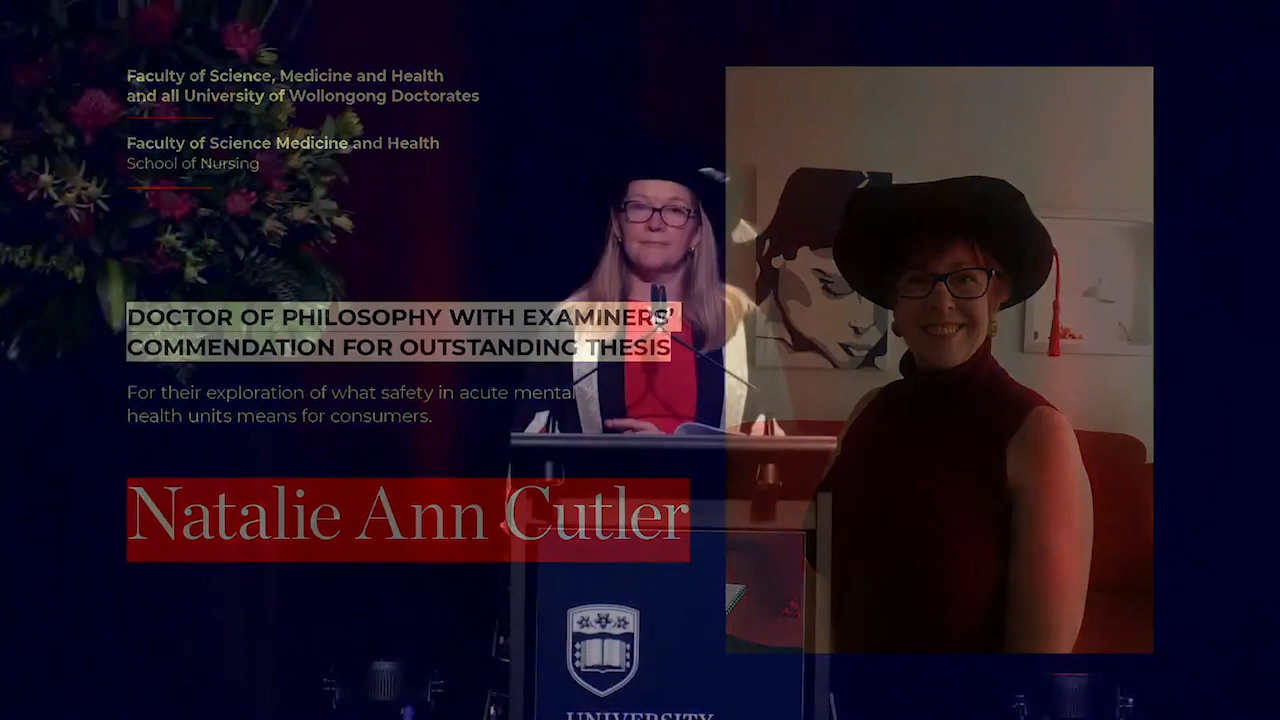 Faculty of Science, Medicine and Health
and all University of Wollongong Doctorates
Faculty of Science Medicine and Health
School of Nursing
DOCTOR OF PHILOSOPHY WITH EXAMINERS’
COMMENDATION FOR OUTSTANDING THESIS
For their exploration of what safety in acute mental
health units means for consumers.
Natalie Ann Cutler
UNIVERSITY